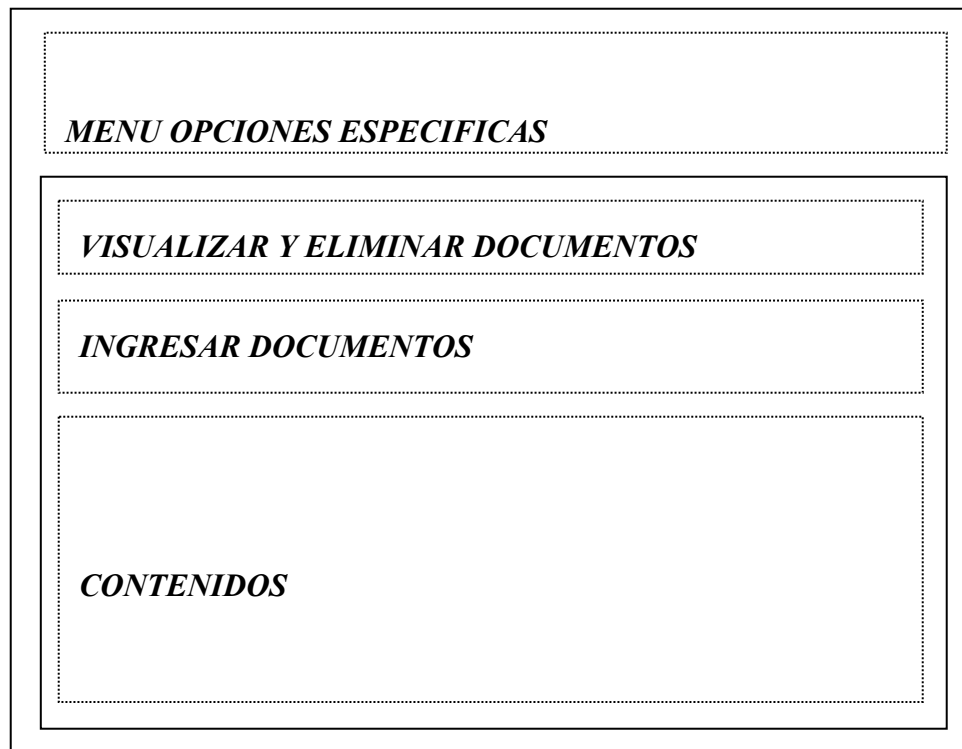 MENU OPCIONES ESPECIFICAS
VISUALIZAR Y ELIMINAR DOCUMENTOS
INGRESAR DOCUMENTOS
CONTENIDOS